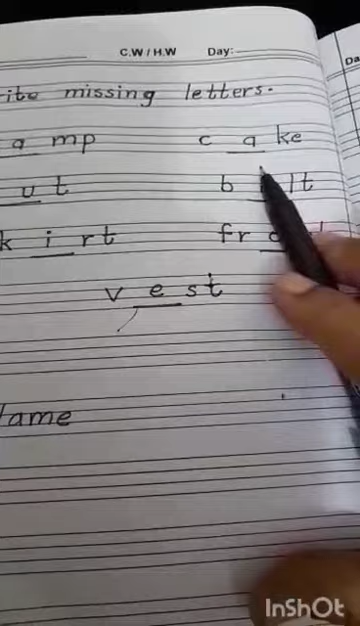 C.W / H.W Day:-
ite missing letters.
a mp c a ke
u t b lt
k i rt fr
v e st
ame
InShOt